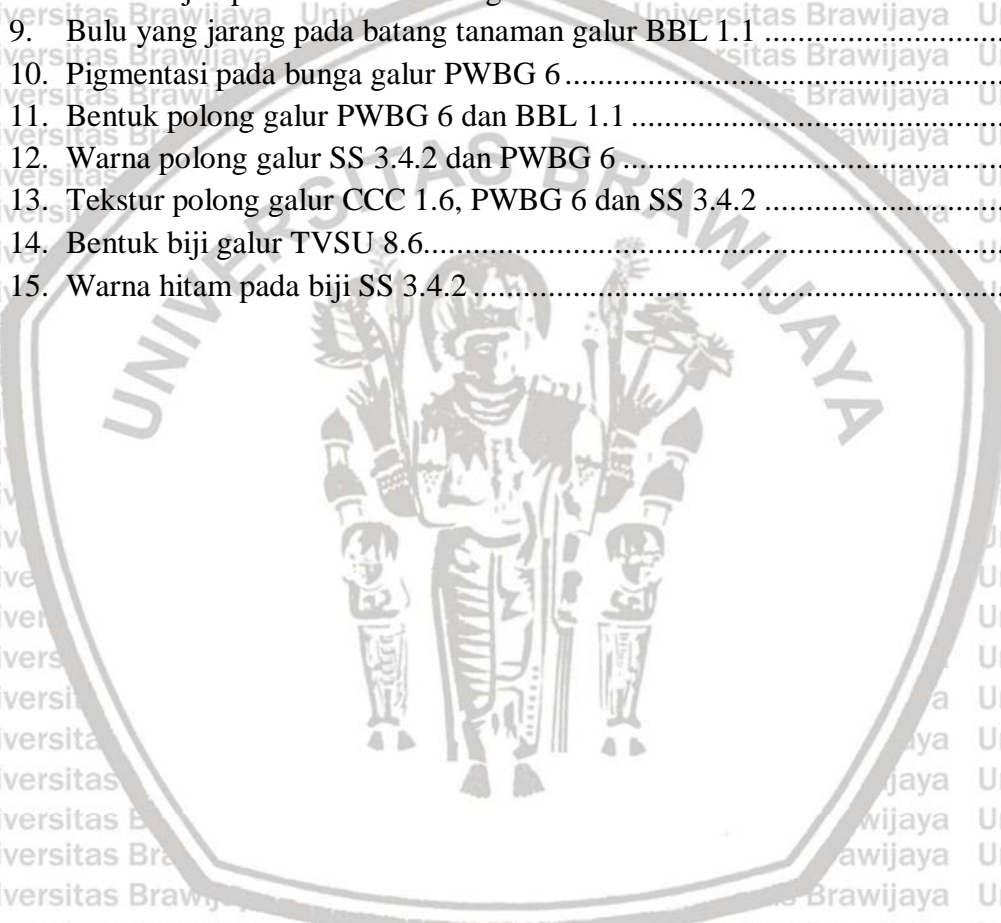 9. Bulu yang jarang pada batang tanaman galur BBL 1.1 ................
10. Pigmentasi pada bunga galur PWBG 6 ................
11. Bentuk polong galur PWBG 6 dan BBL 1.1 ................
12. Warna polong galur SS 3.4.2 dan PWBG 6 ................
13. Tekstur polong galur CCC 1.6, PWBG 6 dan SS 3.4.2 ................
14. Bentuk biji galur TVSU 8.6 ................
15. Warna hitam pada biji SS 3.4.2 ................
UNIVERSITAS BRAWIJAYA